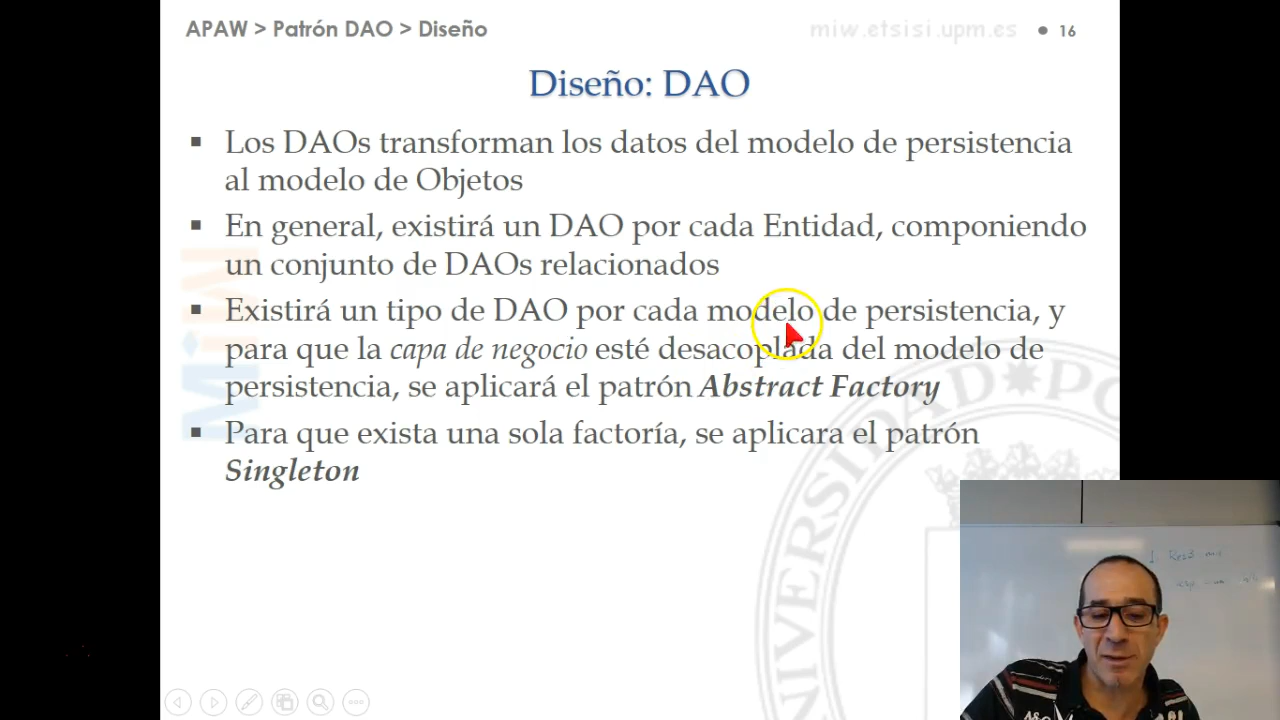 APAW > Patrón DAO > Diseño
miw.etsisi.upm.es
16
Diseño: DAO
Los DAOs transforman los datos del modelo de persistencia
al modelo de Objetos
En general, existirá un DAO por cada Entidad, componiendo
un conjunto de DAOs relacionados
Existirá un tipo de DAO por cada modelo de persistencia, y
para que la capa de negocio esté desacoplada del modelo de
persistencia, se aplicará el patrón Abstract Factory
Para que exista una sola factoría, se aplicara el patrón
Singleton
UNIVERSIDAD PO